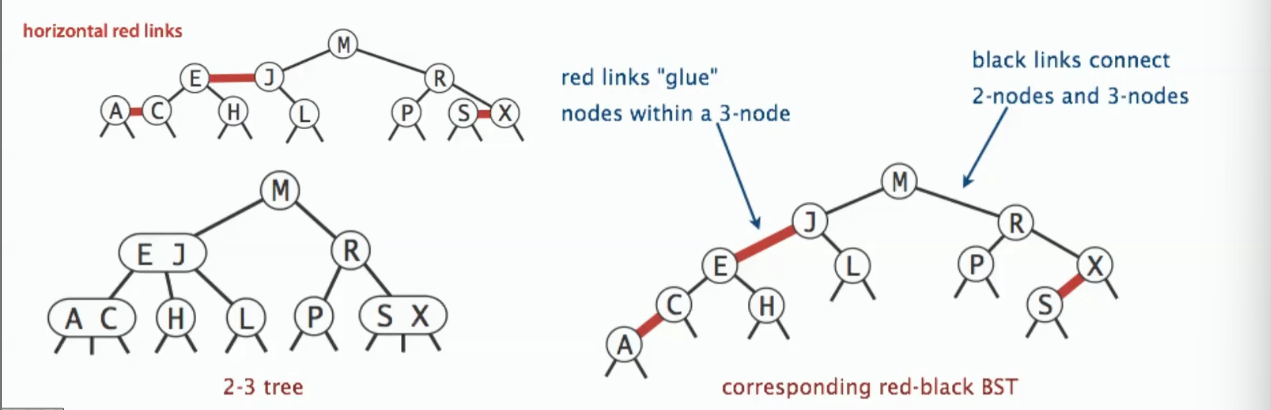 horizontal red links
M
E J R
A C H L P S X
red links "glue"
nodes within a 3-node
black links connect
2-nodes and 3-nodes
M
E J R
A C H L P S X
2-3 tree
M
J R
E L P X
C H S
A
corresponding red-black BST